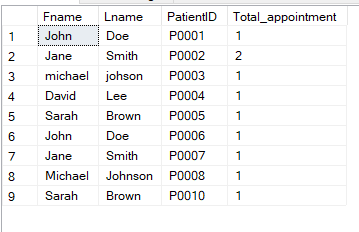 Fname Lname PatientID Total_appointment
1 John Doe P0001 1
2 Jane Smith P0002 2
3 michael johson P0003 1
4 David Lee P0004 1
5 Sarah Brown P0005 1
6 John Doe P0006 1
7 Jane Smith P0007 1
8 Michael Johnson P0008 1
9 Sarah Brown P0010 1